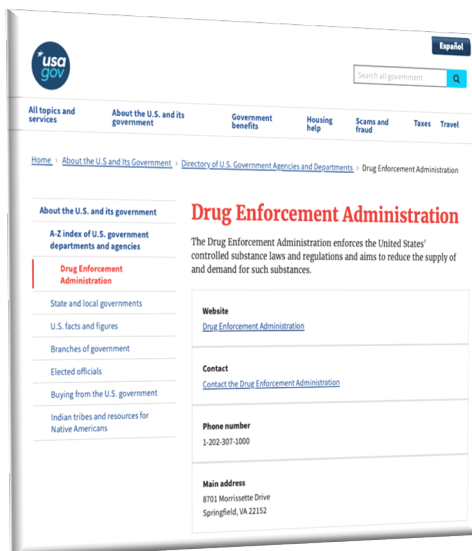 Español
usa
gov
Search all government
All topics and
services
About the U.S. and its
government
Government
benefits
Housing
help
Scams and
fraud
Taxes
Travel
Home › About the U.S and Its Government › Directory of U.S. Government Agencies and Departments › Drug Enforcement Administration
About the U.S. and its government
A-Z index of U.S. government
departments and agencies
Drug Enforcement
Administration
State and local governments
U.S. facts and figures
Branches of government
Elected officials
Buying from the U.S. government
Indian tribes and resources for
Native Americans
Drug Enforcement Administration
The Drug Enforcement Administration enforces the United States'
controlled substance laws and regulations and aims to reduce the supply of
and demand for such substances.
Website
Drug Enforcement Administration
Contact
Contact the Drug Enforcement Administration
Phone number
1-202-307-1000
Main address
8701 Morrissette Drive
Springfield, VA 22152